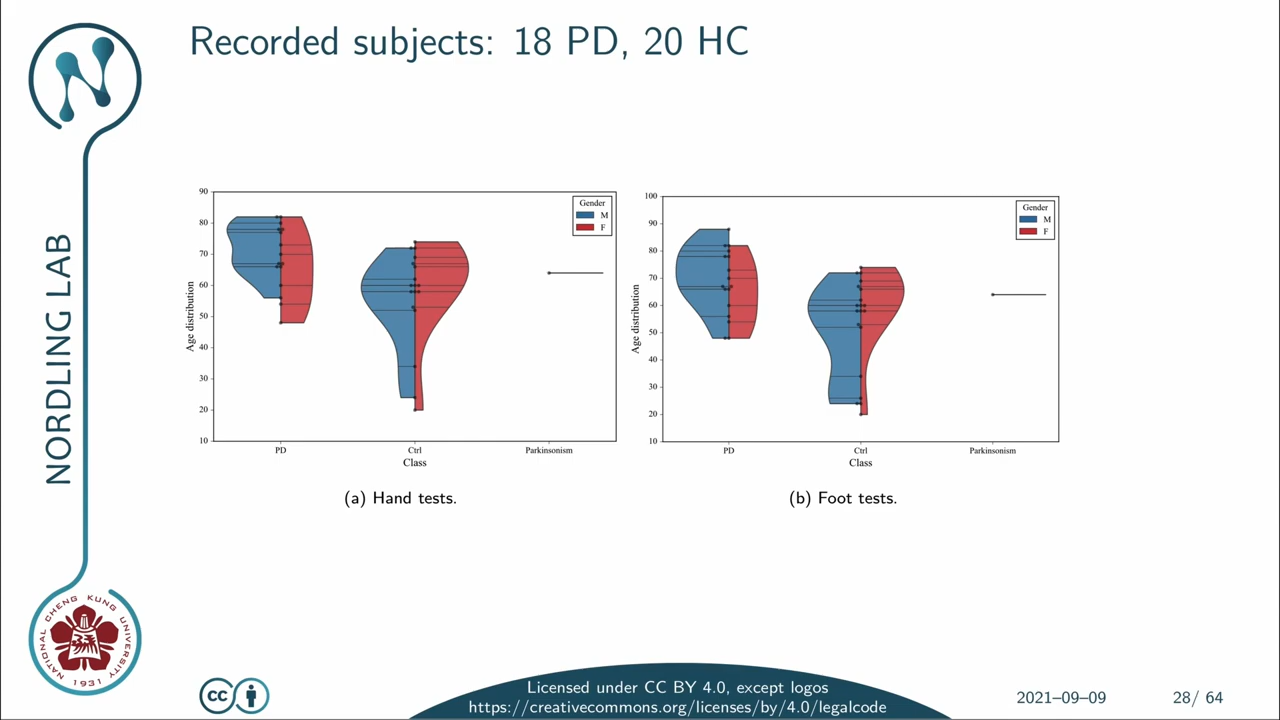 Recorded subjects: 18 PD, 20 HC
NORDLING LAB
90
80
70
60
50
40
30
20
10
Age distribution
Gender
M
F
PD
Ctrl
Parkinsonism
Class
(a) Hand tests.
100
90
80
70
60
50
40
30
20
10
Age distribution
Gender
M
F
PD
Ctrl
Parkinsonism
Class
(b) Foot tests.
NATIONAL CHENG KUNG UNIVERSITY
1931
cc
Licensed under CC BY 4.0, except logos
https://creativecommons.org/licenses/by/4.0/legalcode
2021–09–09
28/ 64